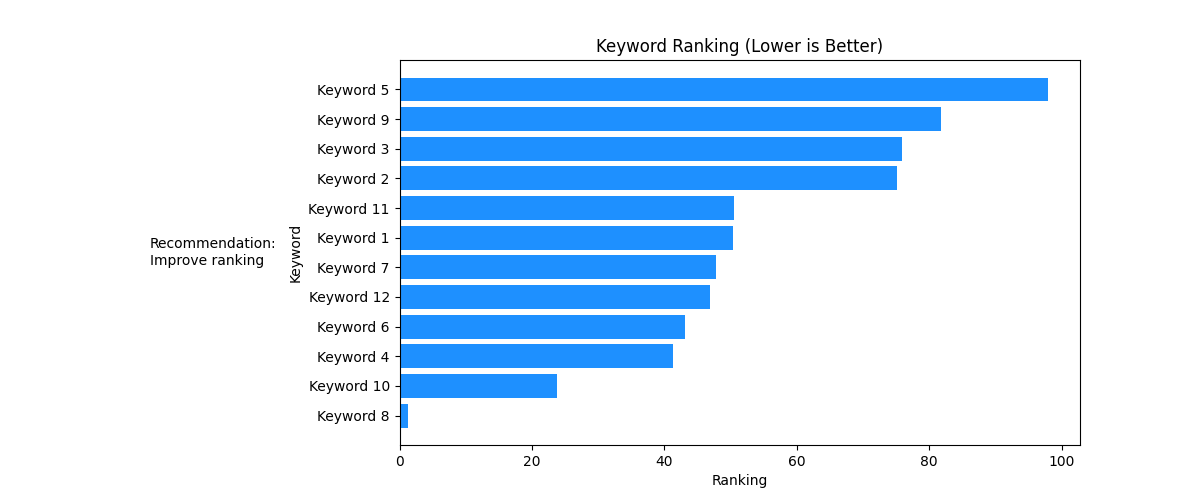 Keyword Ranking (Lower is Better)
Recommendation:
Improve ranking
Keyword
Keyword 5
Keyword 9
Keyword 3
Keyword 2
Keyword 11
Keyword 1
Keyword 7
Keyword 12
Keyword 6
Keyword 4
Keyword 10
Keyword 8
0 20 40 60 80 100
Ranking